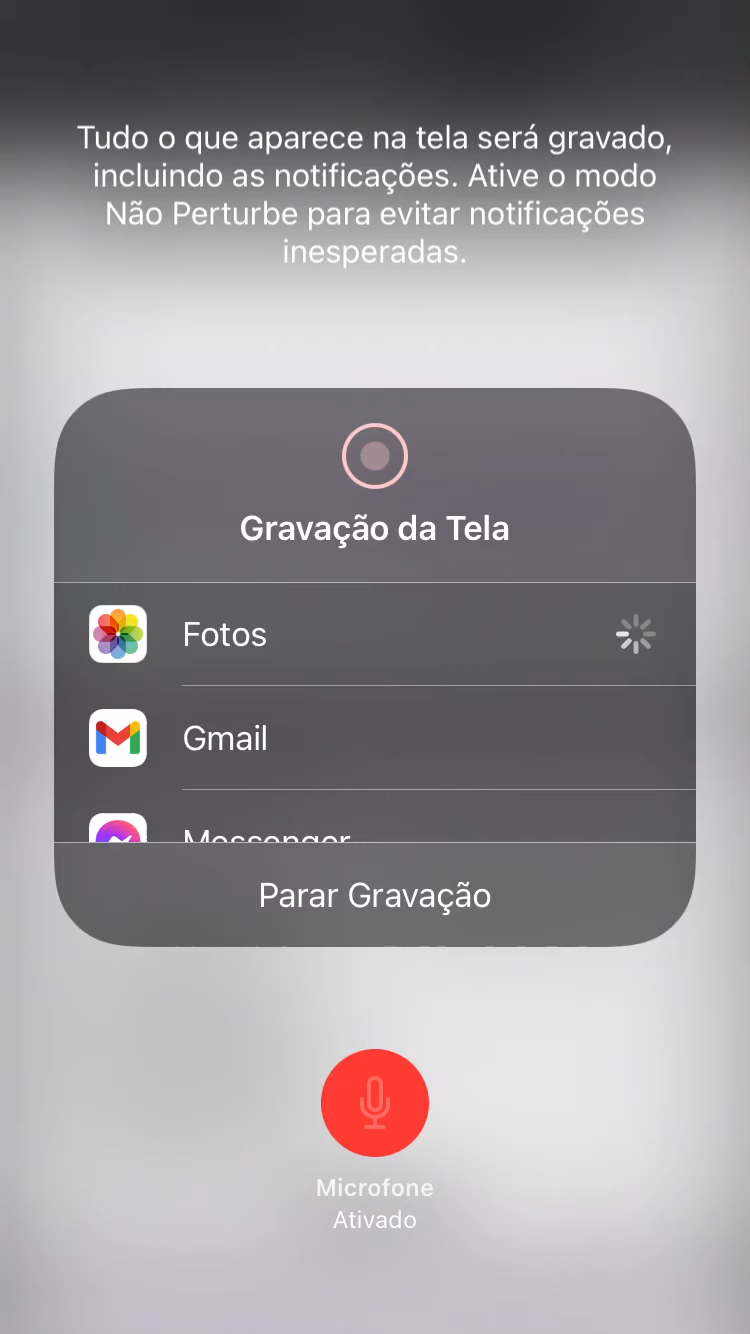 Tudo o que aparece na tela será gravado,
incluindo as notificações. Ative o modo
Não Perturbe para evitar notificações
inesperadas.
Gravação da Tela
Fotos
Gmail
Messenger
Parar Gravação
Microfone
Ativado